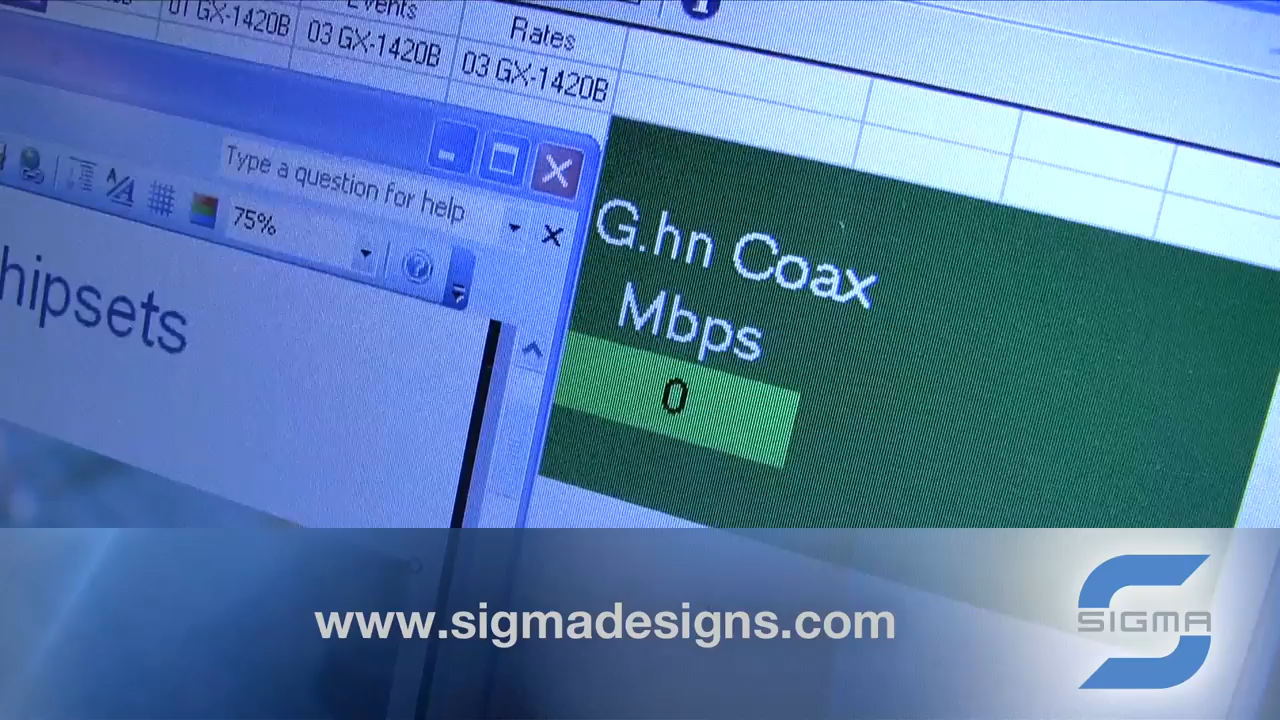 Events
Rates
01 GX-1420B
03 GX-1420B
03 GX-1420B
Type a question for help
75%
hipsets
G.hn Coax
Mbps
0
www.sigmadesigns.com
SIGMA